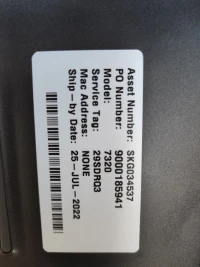 Asset Number: SKG034537
PO Number: 9000185941
Model: 7320
Service Tag: 29SDRQ3
Mac Address: NONE
Ship-by Date: 25-JUL-2022